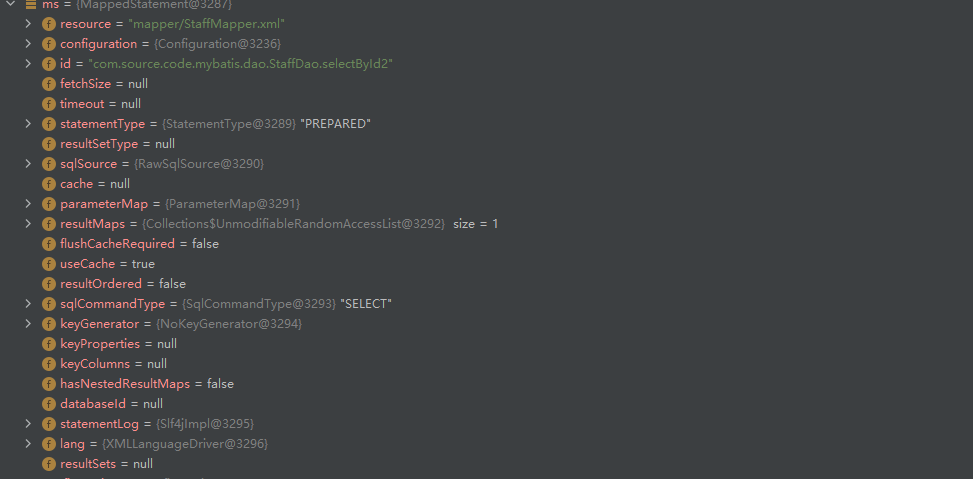 ms = {MappedStatement@3287}
f resource = "mapper/StaffMapper.xml"
f configuration = {Configuration@3236}
f id = "com.source.code.mybatis.dao.StaffDao.selectById2"
f fetchSize = null
f timeout = null
f statementType = {StatementType@3289} "PREPARED"
f resultSetType = null
f sqlSource = {RawSqlSource@3290}
f cache = null
f parameterMap = {ParameterMap@3291}
f resultMaps = {Collections$UnmodifiableRandomAccessList@3292} size = 1
f flushCacheRequired = false
f useCache = true
f resultOrdered = false
f sqlCommandType = {SqlCommandType@3293} "SELECT"
f keyGenerator = {NoKeyGenerator@3294}
f keyProperties = null
f keyColumns = null
f hasNestedResultMaps = false
f databaseId = null
f statementLog = {Slf4jImpl@3295}
f lang = {XMLLanguageDriver@3296}
f resultSets = null